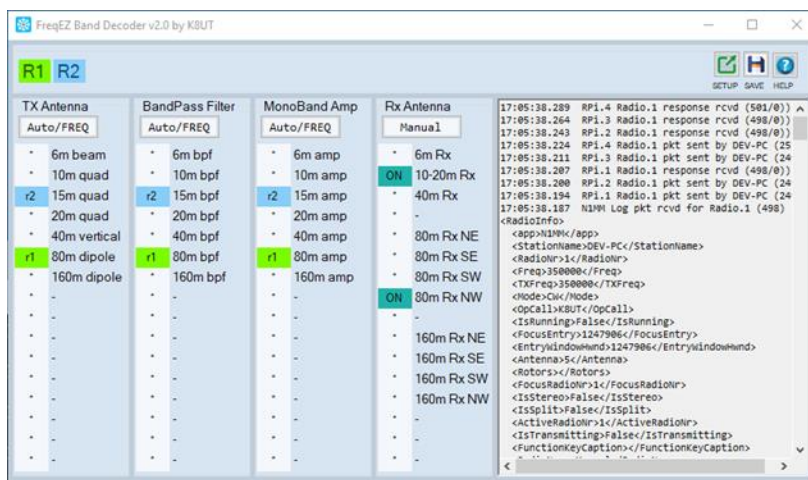 FreqEZ Band Decoder v2.0 by K8UT
R1 R2
SETUP SAVE HELP
TX Antenna
Auto/FREQ
6m beam
10m quad
r2 15m quad
20m quad
40m vertical
r1 80m dipole
160m dipole
-
-
-
-
-
-
-
-
-
BandPass Filter
Auto/FREQ
6m bpf
10m bpf
r2 15m bpf
20m bpf
40m bpf
r1 80m bpf
160m bpf
-
-
-
-
-
-
-
-
-
MonoBand Amp
Auto/FREQ
6m amp
10m amp
r2 15m amp
20m amp
40m amp
r1 80m amp
160m amp
-
-
-
-
-
-
-
-
-
Rx Antenna
Manual
6m Rx
ON 10-20m Rx
40m Rx
-
80m Rx NE
80m Rx SE
80m Rx SW
ON 80m Rx NW
-
160m Rx NE
160m Rx SE
160m Rx SW
160m Rx NW
-
-
-
17:05:38.289 RPi.4 Radio.1 response rcvd (501/0))
17:05:38.264 RPi.3 Radio.1 response rcvd (498/0))
17:05:38.243 RPi.2 Radio.1 response rcvd (498/0))
17:05:38.224 RPi.4 Radio.1 pkt sent by DEV-PC (25
17:05:38.211 RPi.3 Radio.1 pkt sent by DEV-PC (24
17:05:38.207 RPi.1 Radio.1 response rcvd (498/0))
17:05:38.200 RPi.2 Radio.1 pkt sent by DEV-PC (24
17:05:38.194 RPi.1 Radio.1 pkt sent by DEV-PC (24
17:05:38.187 N1MM Log pkt rcvd for Radio.1 (498)
<RadioInfo>
<app>N1MM</app>
<StationName>DEV-PC</StationName>
<RadioNr>1</RadioNr>
<Freq>350000</Freq>
<TXFreq>350000</TXFreq>
<Mode>CW</Mode>
<OpCall>K8UT</OpCall>
<IsRunning>False</IsRunning>
<FocusEntry>1247906</FocusEntry>
<EntryWindowHwnd>1247906</EntryWindowHwnd>
<Antenna>5</Antenna>
<Rotors></Rotors>
<FocusRadioNr>1</FocusRadioNr>
<IsStereo>False</IsStereo>
<IsSplit>False</IsSplit>
<ActiveRadioNr>1</ActiveRadioNr>
<IsTransmitting>False</IsTransmitting>
<FunctionKeyCaption></FunctionKeyCaption>